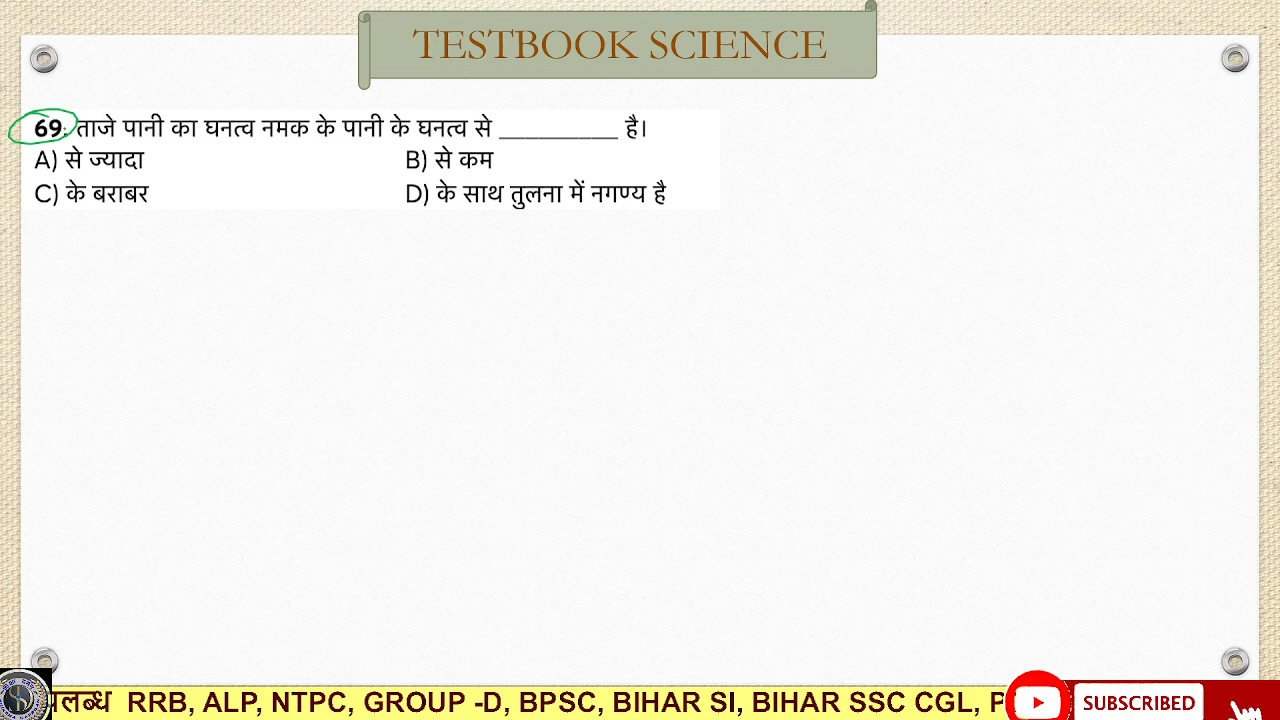 TESTBOOK SCIENCE
69. ताजे पानी का घनत्व नमक के पानी के घनत्व से _________ है।
A) से ज्यादा B) से कम
C) के बराबर D) के साथ तुलना में नगण्य है
RRB, ALP, NTPC, GROUP -D, BPSC, BIHAR SI, BIHAR SSC CGL, P
SUBSCRIBED